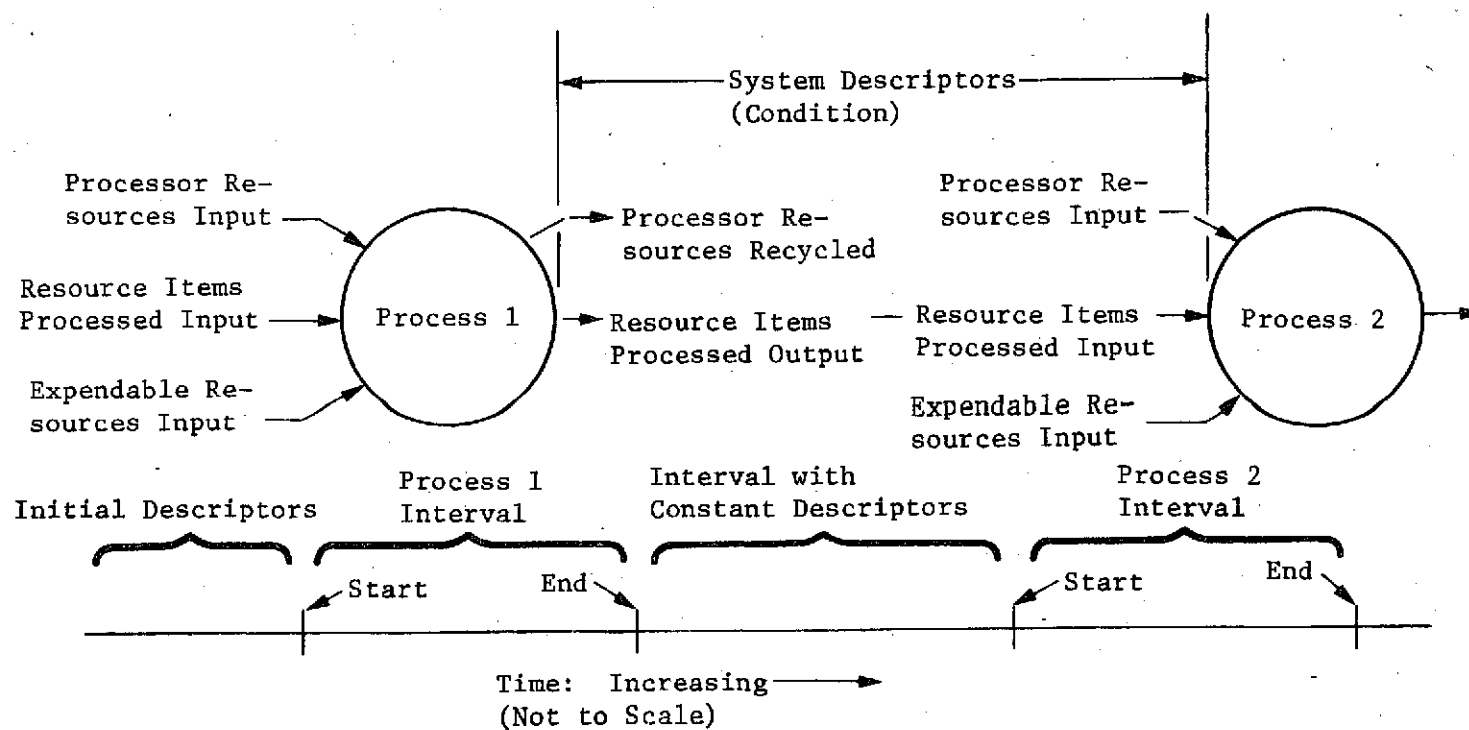 System Descriptors
(Condition)
Processor Re-
sources Input
Processor Re-
sources Recycled
Processor Re-
sources Input
Resource Items
Processed Input
Process 1
Resource Items
Processed Output
Resource Items
Processed Input
Process 2
Expendable Re-
sources Input
Expendable Re-
sources Input
Initial Descriptors
Process 1
Interval
Interval with
Constant Descriptors
Process 2
Interval
Start
End
Start
End
Time: Increasing
(Not to Scale)